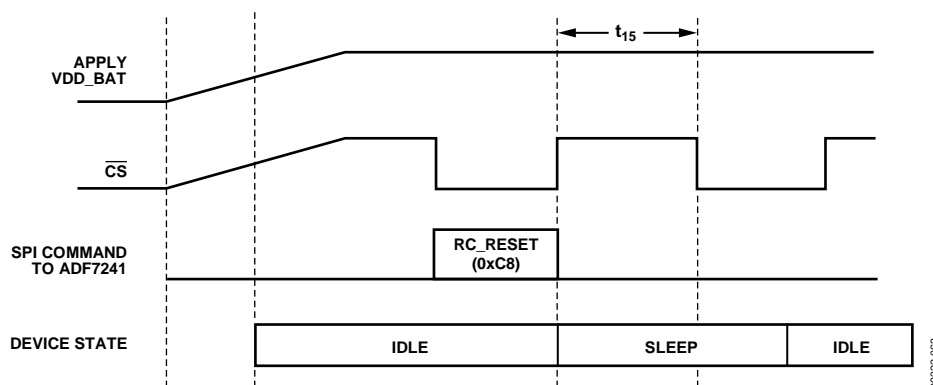 t15
APPLY
VDD_BAT
CS
SPI COMMAND
TO ADF7241
RC_RESET
(0xC8)
DEVICE STATE
IDLE
SLEEP
IDLE